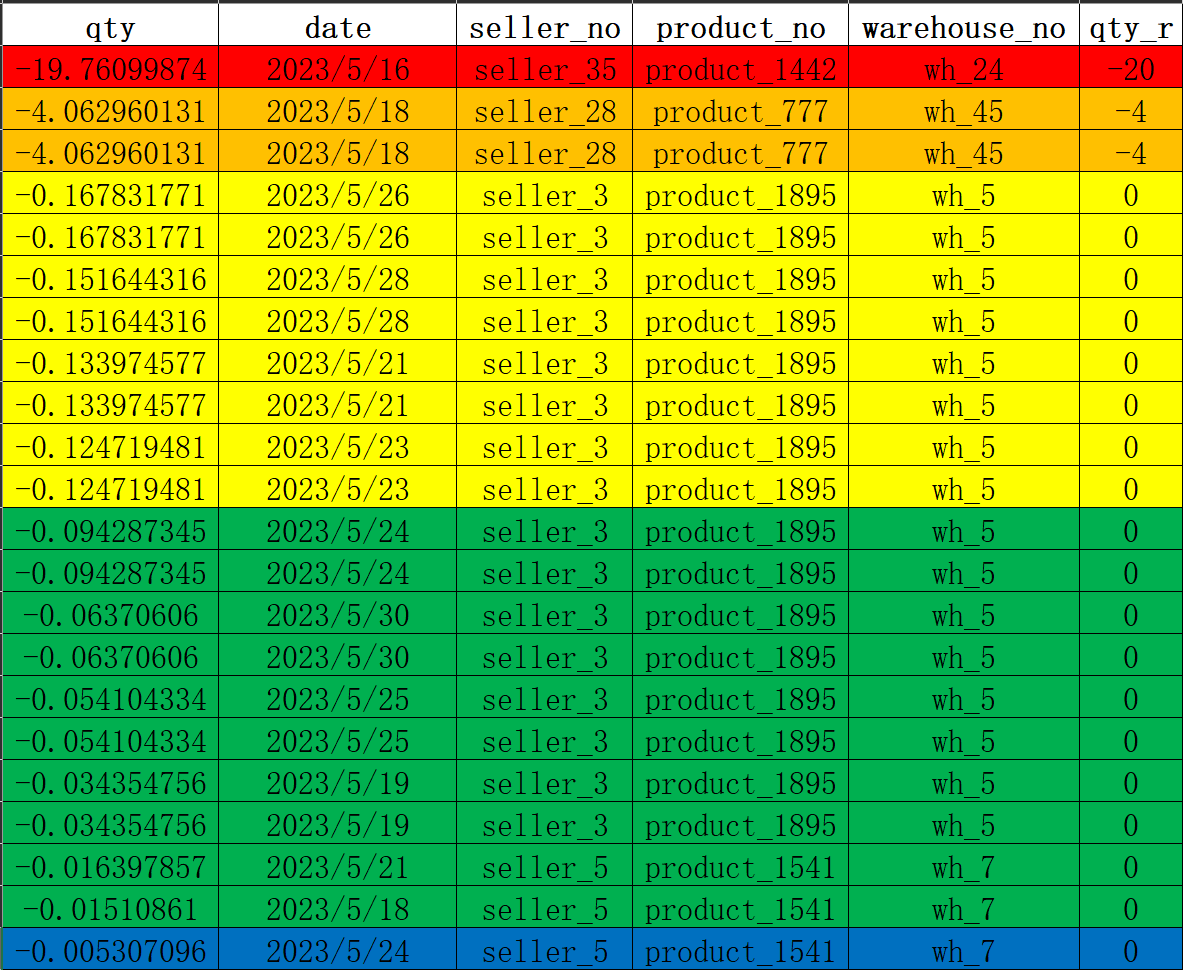 qty date seller_no product_no warehouse_no qty_r
-19.76099874 2023/5/16 seller_35 product_1442 wh_24 -20
-4.062960131 2023/5/18 seller_28 product_777 wh_45 -4
-4.062960131 2023/5/18 seller_28 product_777 wh_45 -4
-0.167831771 2023/5/26 seller_3 product_1895 wh_5 0
-0.167831771 2023/5/26 seller_3 product_1895 wh_5 0
-0.151644316 2023/5/28 seller_3 product_1895 wh_5 0
-0.151644316 2023/5/28 seller_3 product_1895 wh_5 0
-0.133974577 2023/5/21 seller_3 product_1895 wh_5 0
-0.133974577 2023/5/21 seller_3 product_1895 wh_5 0
-0.124719481 2023/5/23 seller_3 product_1895 wh_5 0
-0.124719481 2023/5/23 seller_3 product_1895 wh_5 0
-0.094287345 2023/5/24 seller_3 product_1895 wh_5 0
-0.094287345 2023/5/24 seller_3 product_1895 wh_5 0
-0.06370606 2023/5/30 seller_3 product_1895 wh_5 0
-0.06370606 2023/5/30 seller_3 product_1895 wh_5 0
-0.054104334 2023/5/25 seller_3 product_1895 wh_5 0
-0.054104334 2023/5/25 seller_3 product_1895 wh_5 0
-0.034354756 2023/5/19 seller_3 product_1895 wh_5 0
-0.034354756 2023/5/19 seller_3 product_1895 wh_5 0
-0.016397857 2023/5/21 seller_5 product_1541 wh_7 0
-0.01510861 2023/5/18 seller_5 product_1541 wh_7 0
-0.005307096 2023/5/24 seller_5 product_1541 wh_7 0